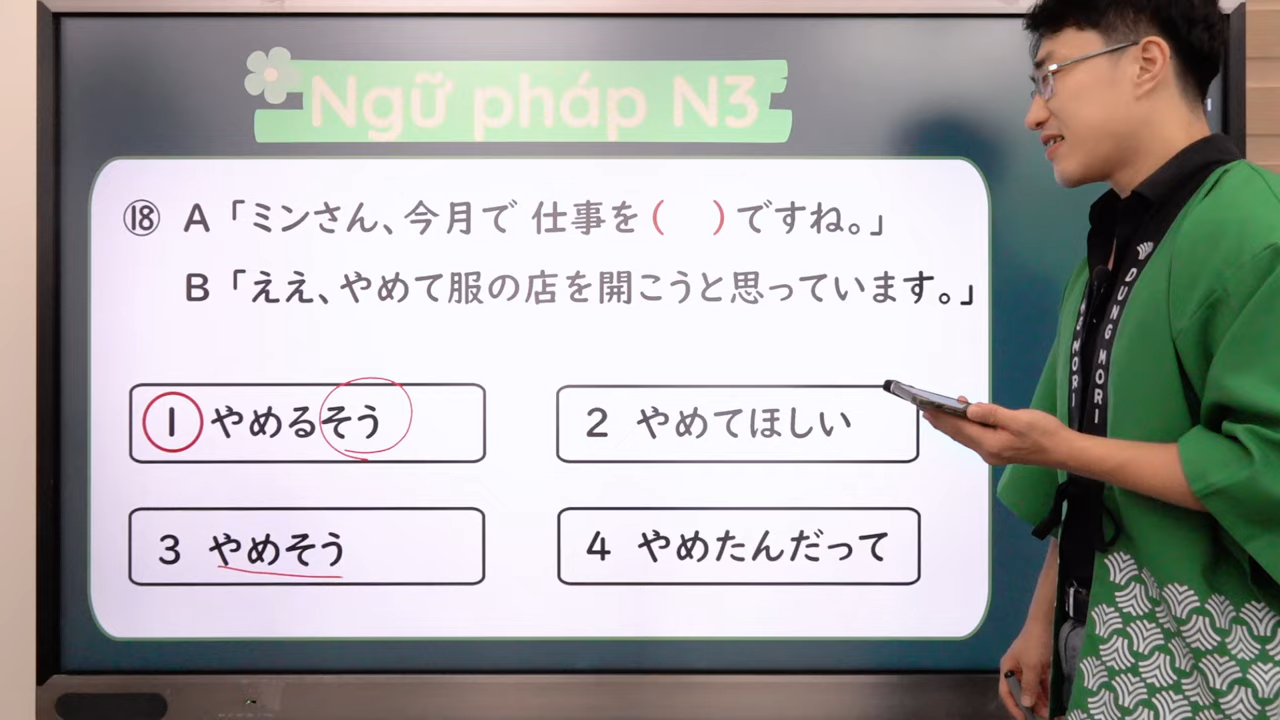 Ngữ pháp N3
⑱ A「ミンさん、今月で 仕事を(　)ですね。」
B「ええ、やめて服の店を開こうと思っています。」
1 やめるそう
2 やめてほしい
3 やめそう
4 やめたんだって
DUNG MORI
MORI